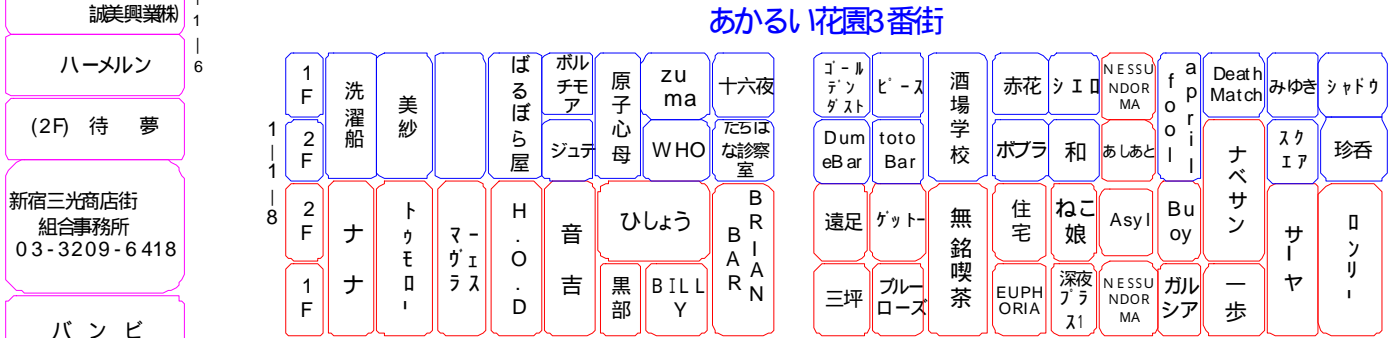 誠美興業㈱
1
｜
6
ハーメルン
(2F) 待 夢
新宿三光商店街
組合事務所
03-3209-6418
バンビ
あかるい花園3番街
1
｜
1
｜
8
1F
洗濯船
美紗
ばるぼら屋
ボルチモア
原子心母
zuma
十六夜
2F
ジュテ
WHO
たちばな診察室
2F
ナナ
トゥモロー
マーヴェラス
H.O.D
音吉
ひしょう
BAR BRIAN
1F
黒部
BILLY
ゴールデンダスト
ピース
酒場学校
赤花
シエロ
NESSUNDORMA
april fool
Death Match
みゆき
シャドウ
Dume Bar
toto Bar
ボブラ
和
あしあと
ナベサン
スクエア
珍呑
遠足
ゲットー
無銘喫茶
住宅
ねこ娘
Asyl
Buoy
サーヤ
ロンリー
三坪
ブルーローズ
EUPHORIA
深夜プラス1
NESSUNDORMA
ガルシア
一歩